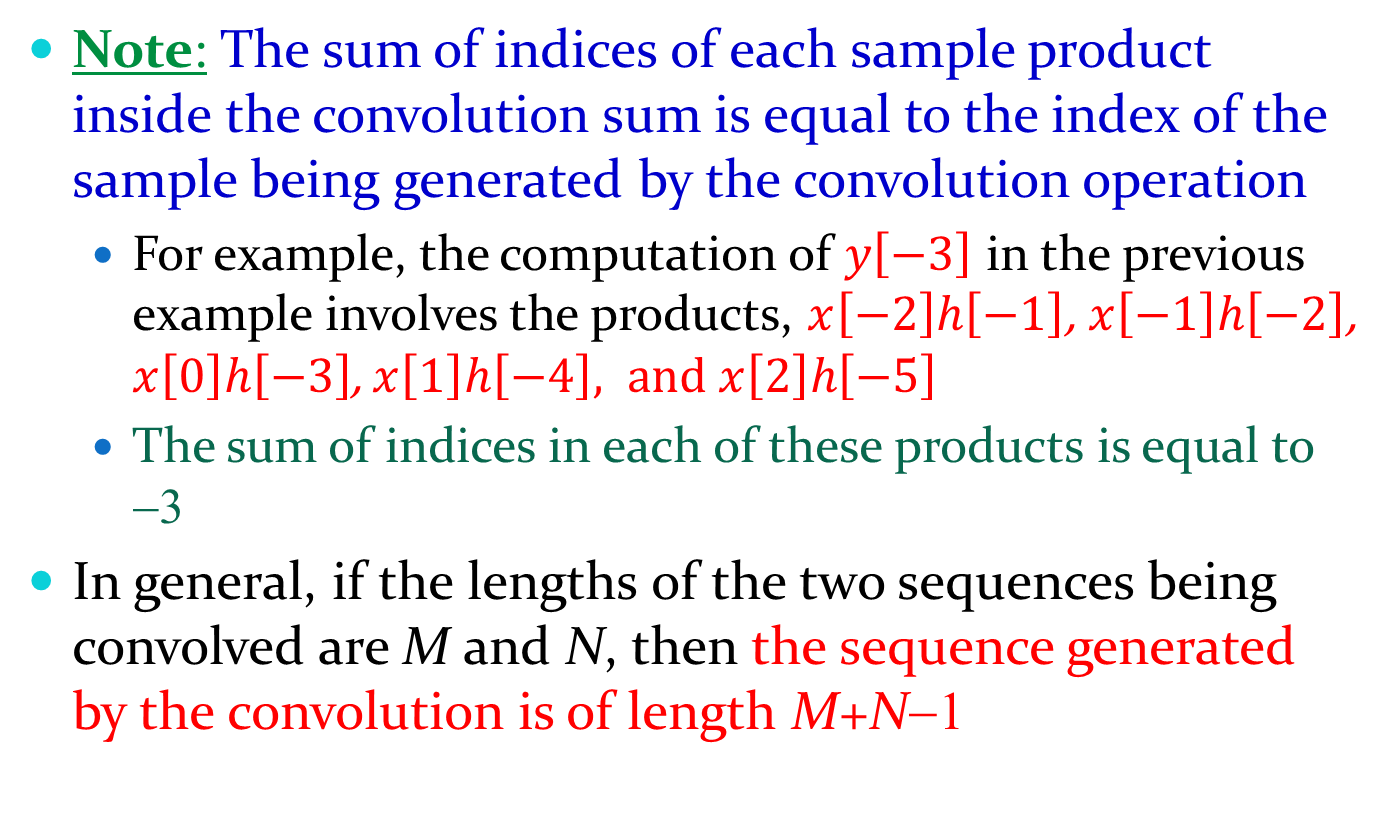 • Note: The sum of indices of each sample product
inside the convolution sum is equal to the index of the
sample being generated by the convolution operation
• For example, the computation of y[−3] in the previous
example involves the products, x[−2]h[−1], x[−1]h[−2],
x[0]h[−3], x[1]h[−4], and x[2]h[−5]
• The sum of indices in each of these products is equal to
–3
• In general, if the lengths of the two sequences being
convolved are M and N, then the sequence generated
by the convolution is of length M+N–1